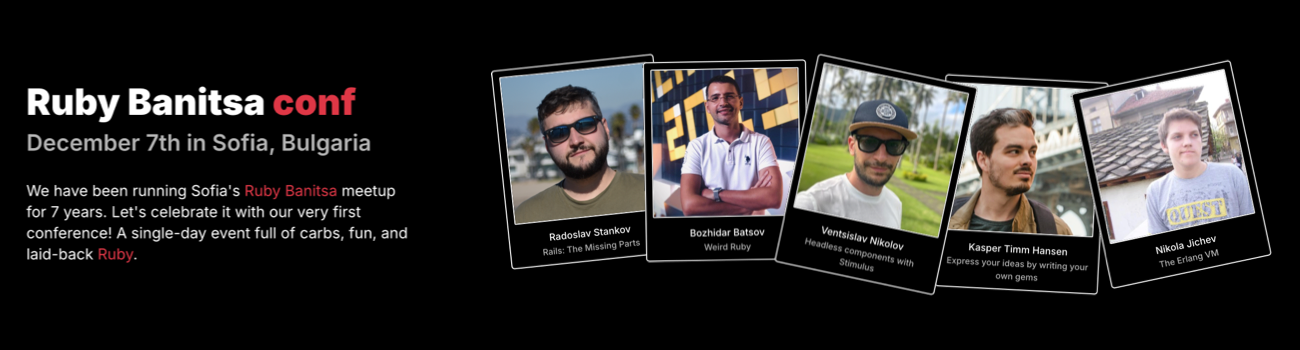 Ruby Banitsa conf
December 7th in Sofia, Bulgaria
We have been running Sofia's Ruby Banitsa meetup
for 7 years. Let's celebrate it with our very first
conference! A single-day event full of carbs, fun, and
laid-back Ruby.
Radoslav Stankov
Rails: The Missing Parts
Bozhidar Batsov
Weird Ruby
Ventsislav Nikolov
Headless components with
Stimulus
Kasper Timm Hansen
Express your ideas by writing your
own gems
QUEST
Nikola Jichev
The Erlang VM